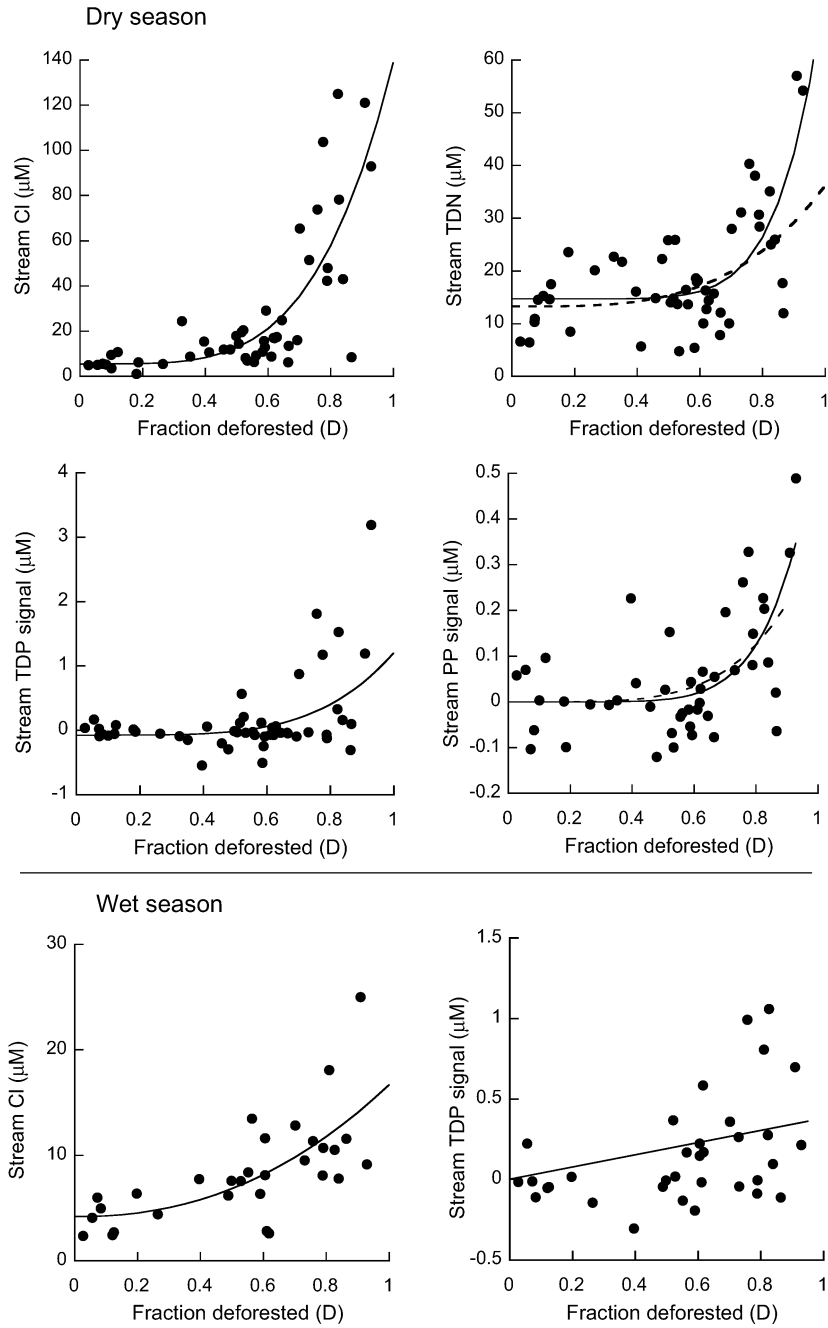 Dry season
140
120
100
80
60
40
20
0
Stream Cl (μM)
0 0.2 0.4 0.6 0.8 1
Fraction deforested (D)
60
50
40
30
20
10
0
Stream TDN (μM)
0 0.2 0.4 0.6 0.8 1
Fraction deforested (D)
4
3
2
1
0
-1
Stream TDP signal (μM)
0 0.2 0.4 0.6 0.8 1
Fraction deforested (D)
0.5
0.4
0.3
0.2
0.1
0
-0.1
-0.2
Stream PP signal (μM)
0 0.2 0.4 0.6 0.8 1
Fraction deforested (D)
Wet season
30
20
10
0
Stream Cl (μM)
0 0.2 0.4 0.6 0.8 1
Fraction deforested (D)
1.5
1
0.5
0
-0.5
Stream TDP signal (μM)
0 0.2 0.4 0.6 0.8 1
Fraction deforested (D)